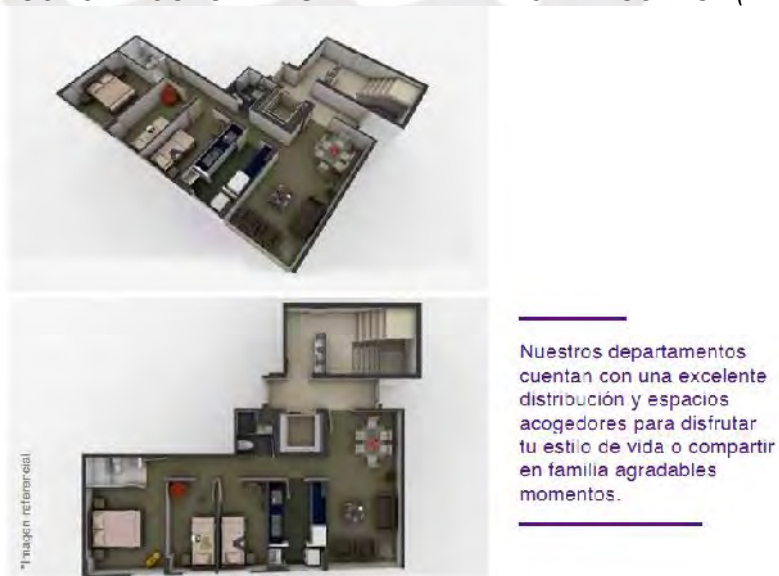 Nuestros departamentos
cuentan con una excelente
distribución y espacios
acogedores para disfrutar
tu estilo de vida o compartir
en familia agradables
momentos.
*Imagen referencial